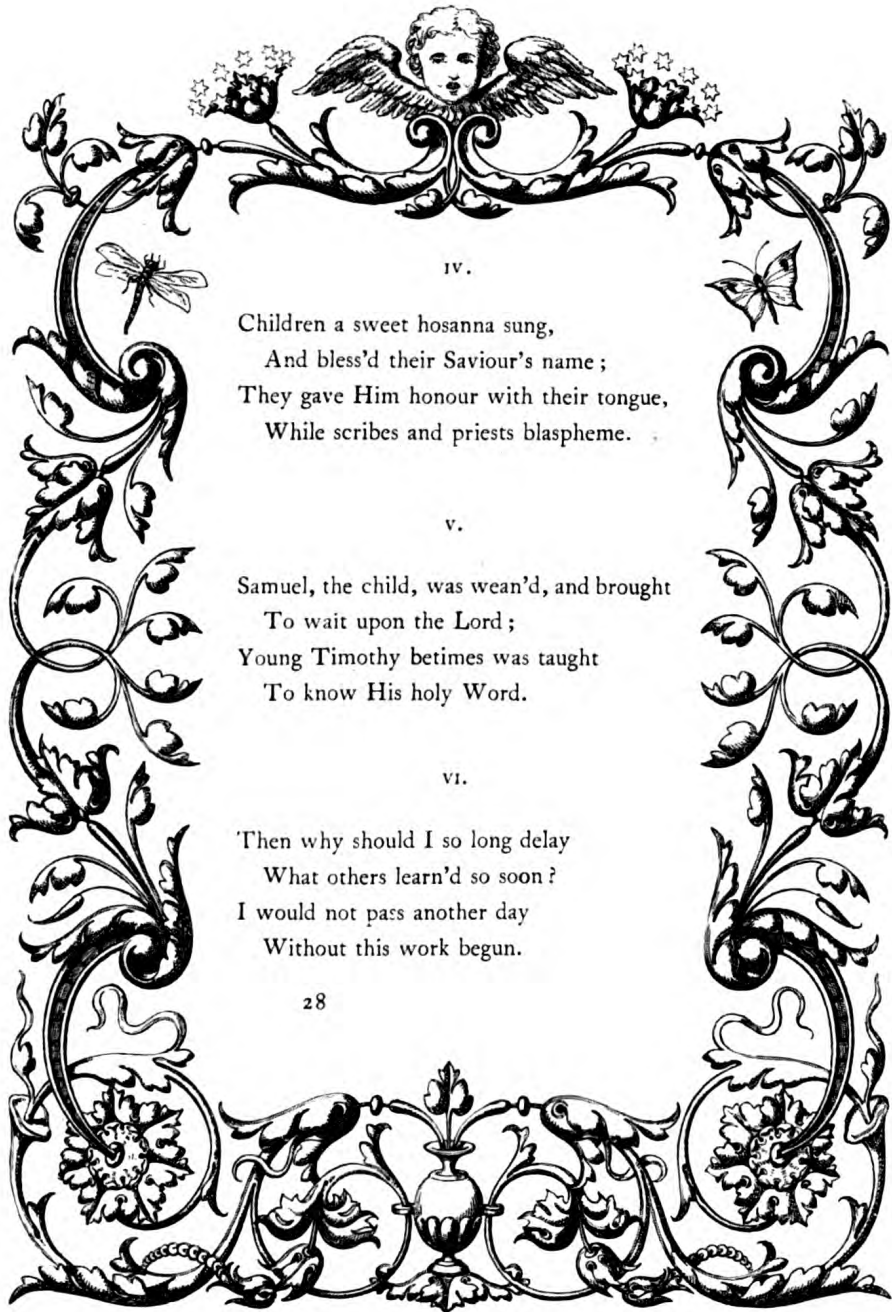 IV.
Children a sweet hosanna sung,
And bless'd their Saviour's name ;
They gave Him honour with their tongue,
While scribes and priests blaspheme.
V.
Samuel, the child, was wean'd, and brought
To wait upon the Lord ;
Young Timothy betimes was taught
To know His holy Word.
VI.
Then why should I so long delay
What others learn'd so soon ?
I would not pass another day
Without this work begun.
28